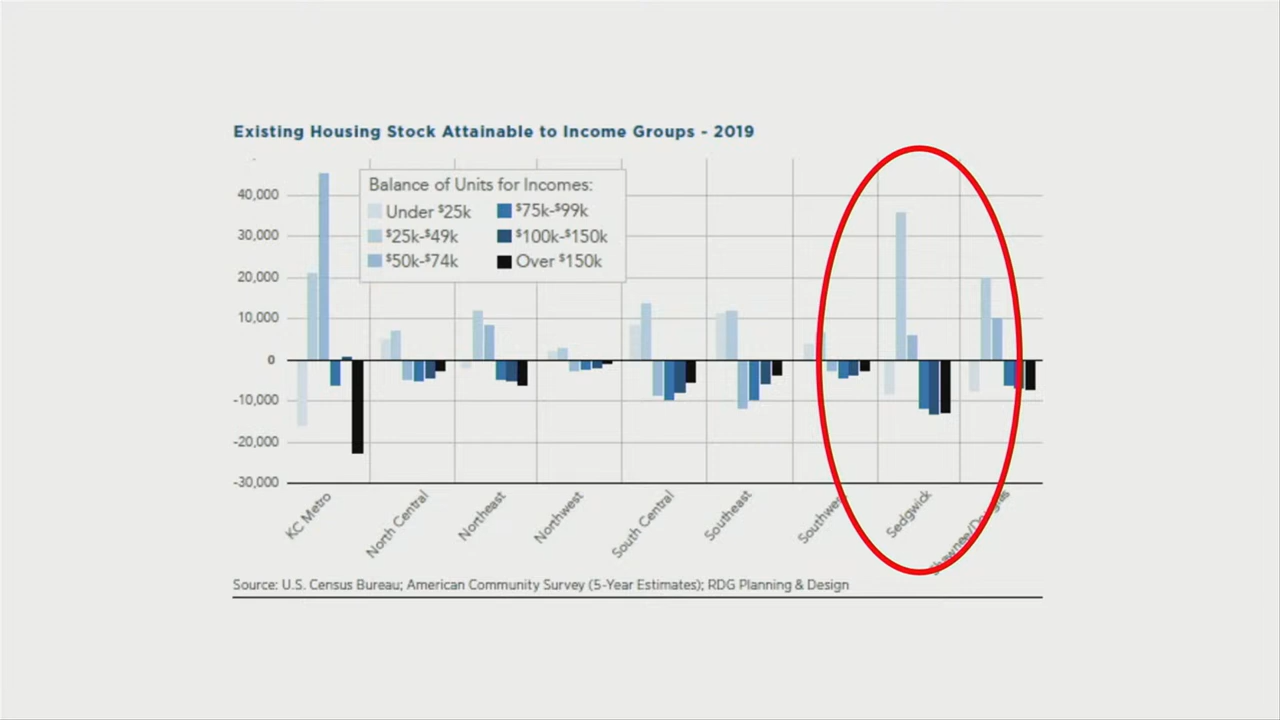 Existing Housing Stock Attainable to Income Groups - 2019
Balance of Units for Incomes:
Under $25k
$75k-$99k
$25k-$49k
$100k-$150k
$50k-$74k
Over $150k
40,000
30,000
20,000
10,000
0
-10,000
-20,000
-30,000
KC Metro
North Central
Northeast
Northwest
South Central
Southeast
Southwest
Sedgwick
Shawnee/Douglas
Source: U.S. Census Bureau; American Community Survey (5-Year Estimates); RDG Planning & Design